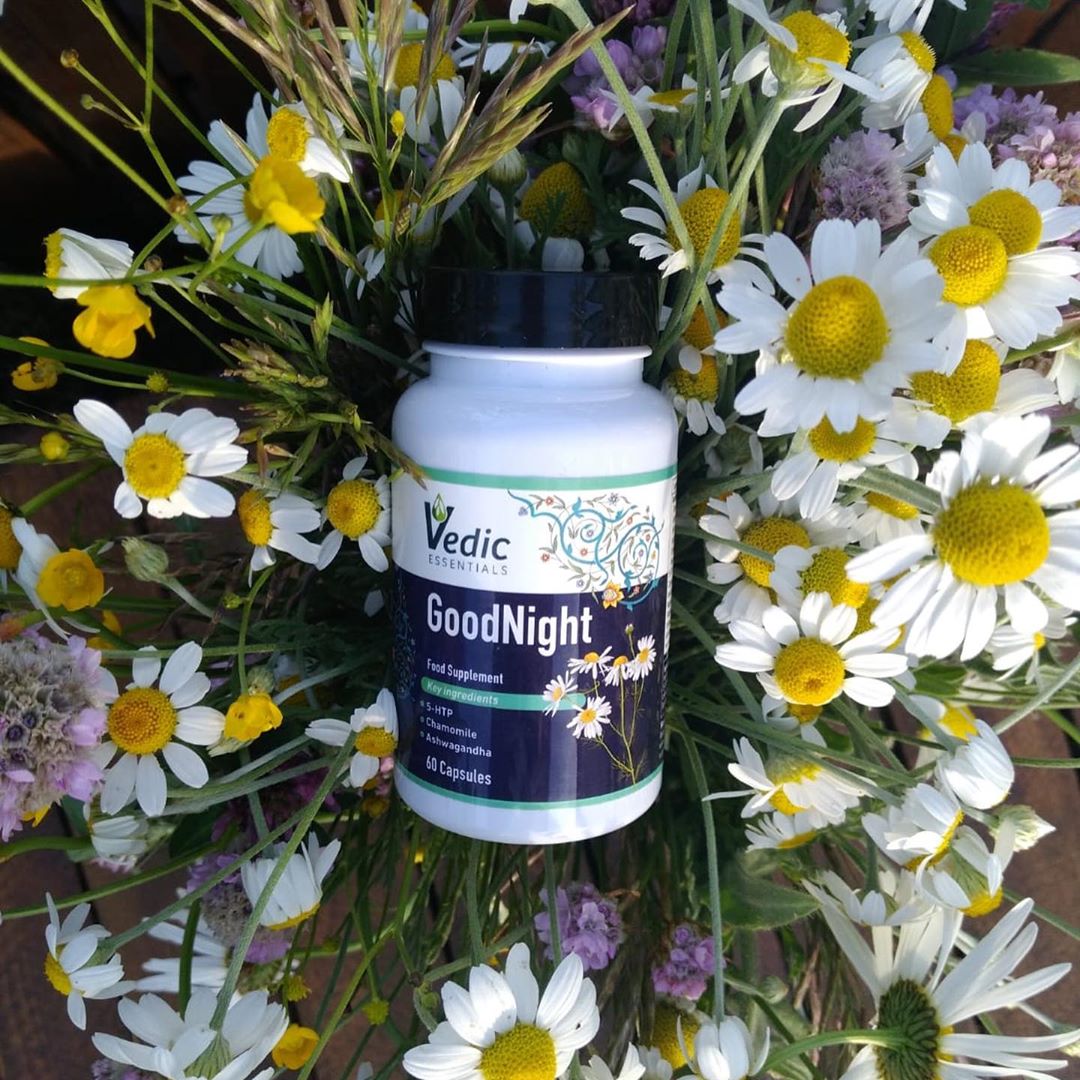 Vedic
ESSENTIALS
GoodNight
Food Supplement
Key ingredients
5-HTP
Chamomile
Ashwagandha
60 Capsules